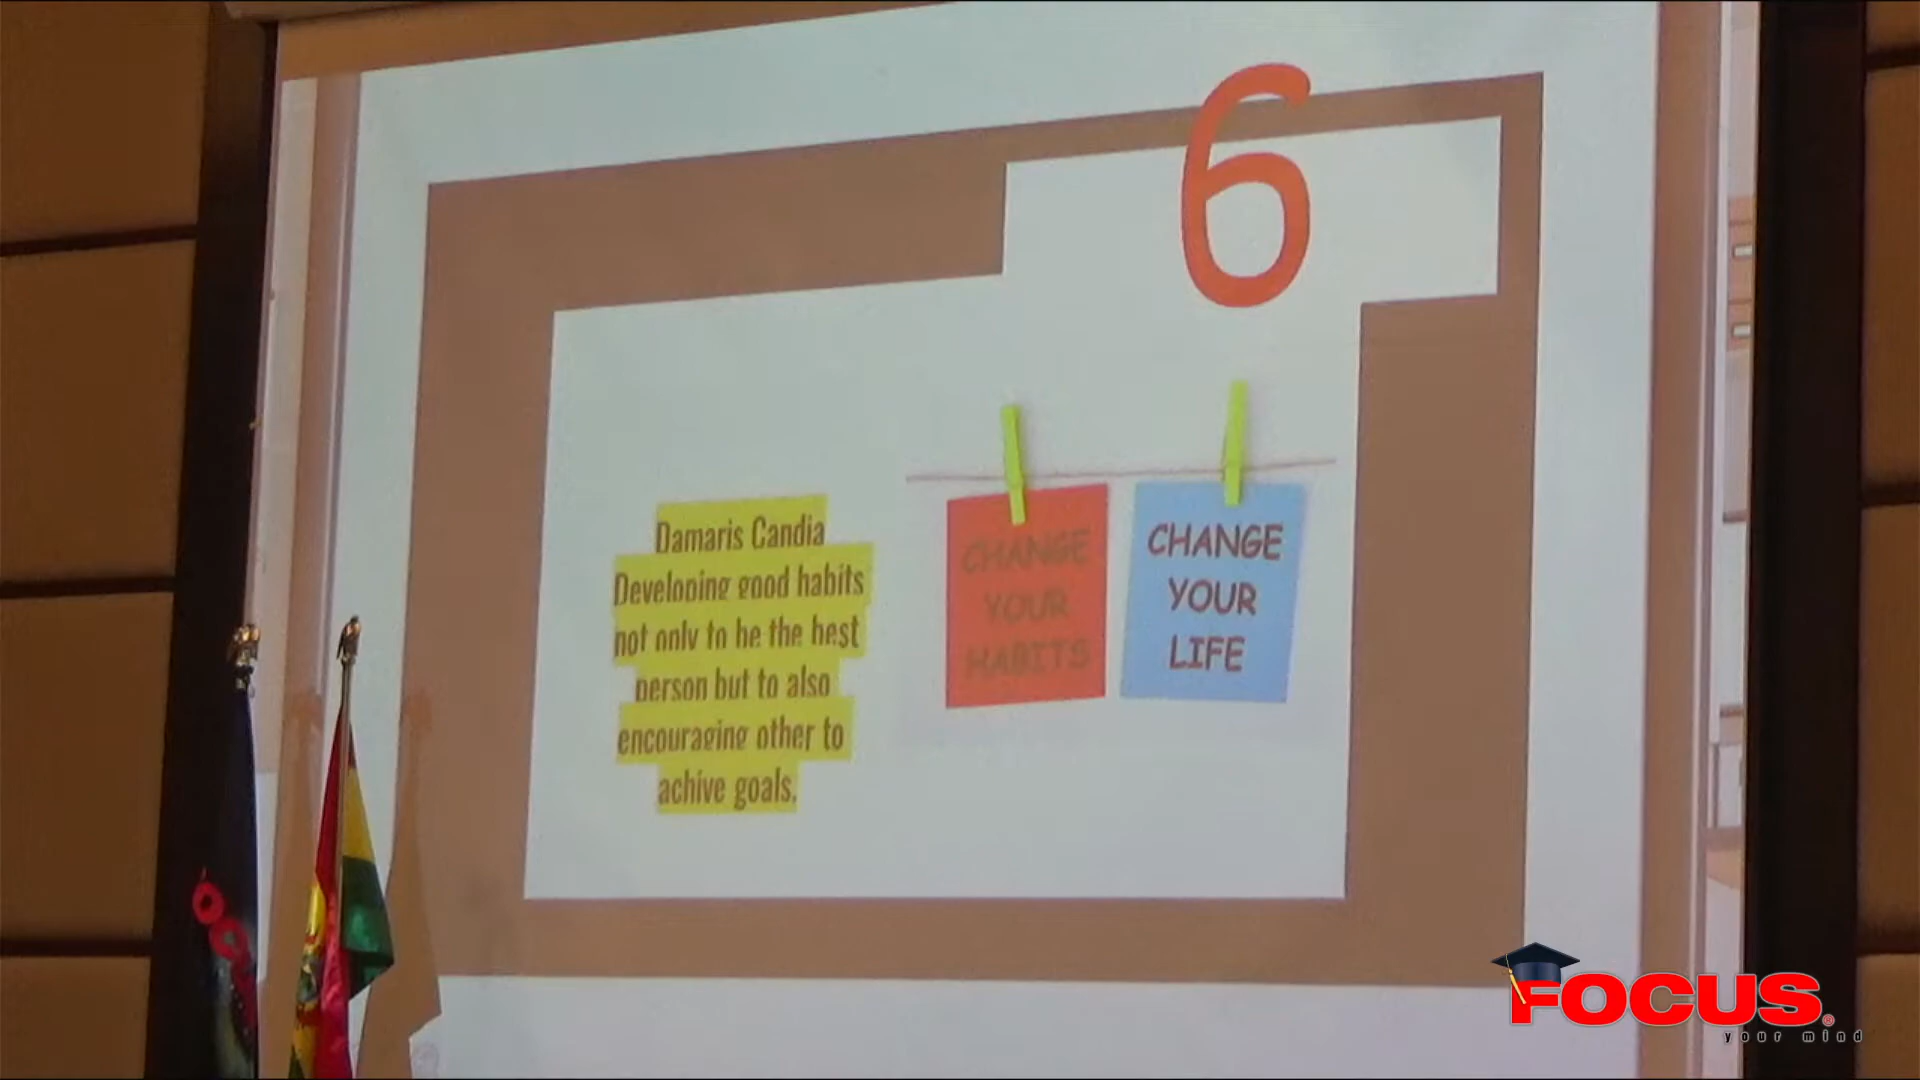 6
Damaris Candia
Developing good habits
not only to be the best
person but to also
encouraging other to
achive goals.
CHANGE
YOUR
HABITS
CHANGE
YOUR
LIFE
FOCUS®
your mind